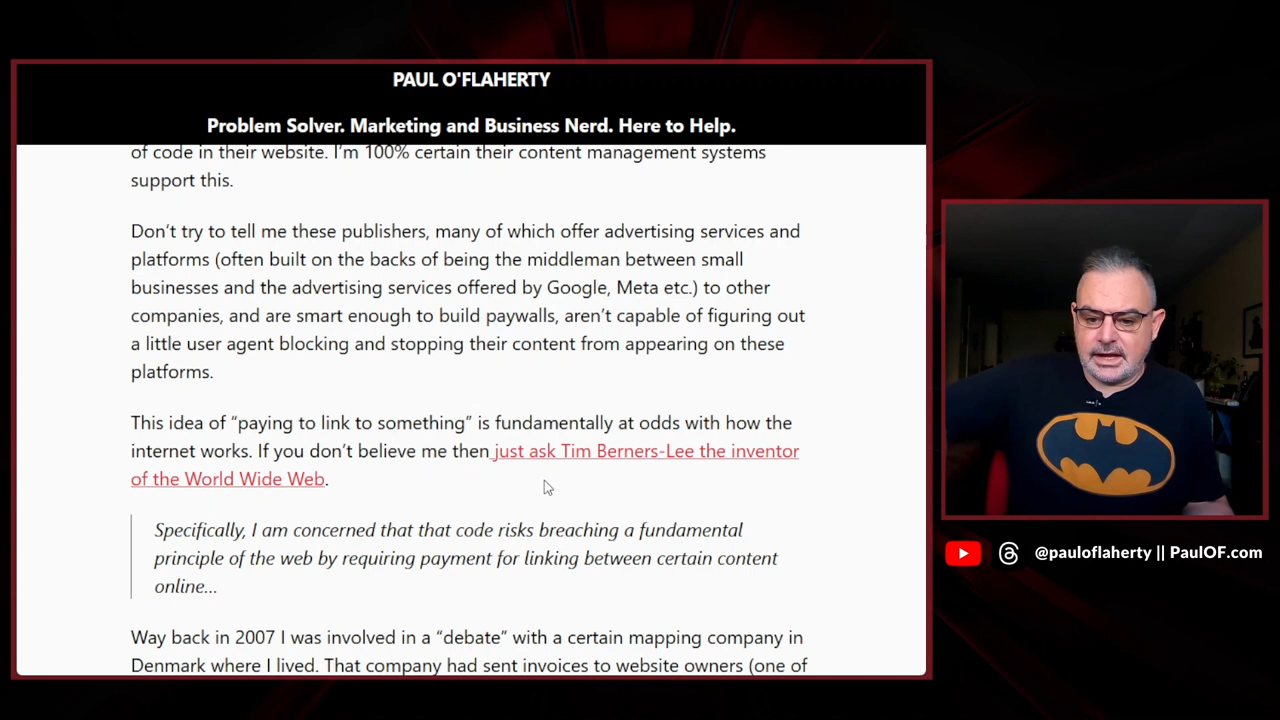 PAUL O'FLAHERTY
Problem Solver. Marketing and Business Nerd. Here to Help.
of code in their website. I’m 100% certain their content management systems
support this.
Don’t try to tell me these publishers, many of which offer advertising services and
platforms (often built on the backs of being the middleman between small
businesses and the advertising services offered by Google, Meta etc.) to other
companies, and are smart enough to build paywalls, aren’t capable of figuring out
a little user agent blocking and stopping their content from appearing on these
platforms.
This idea of “paying to link to something” is fundamentally at odds with how the
internet works. If you don’t believe me then just ask Tim Berners-Lee the inventor
of the World Wide Web.
Specifically, I am concerned that that code risks breaching a fundamental
principle of the web by requiring payment for linking between certain content
online…
Way back in 2007 I was involved in a “debate” with a certain mapping company in
Denmark where I lived. That company had sent invoices to website owners (one of
@pauloflaherty || PaulOF.com